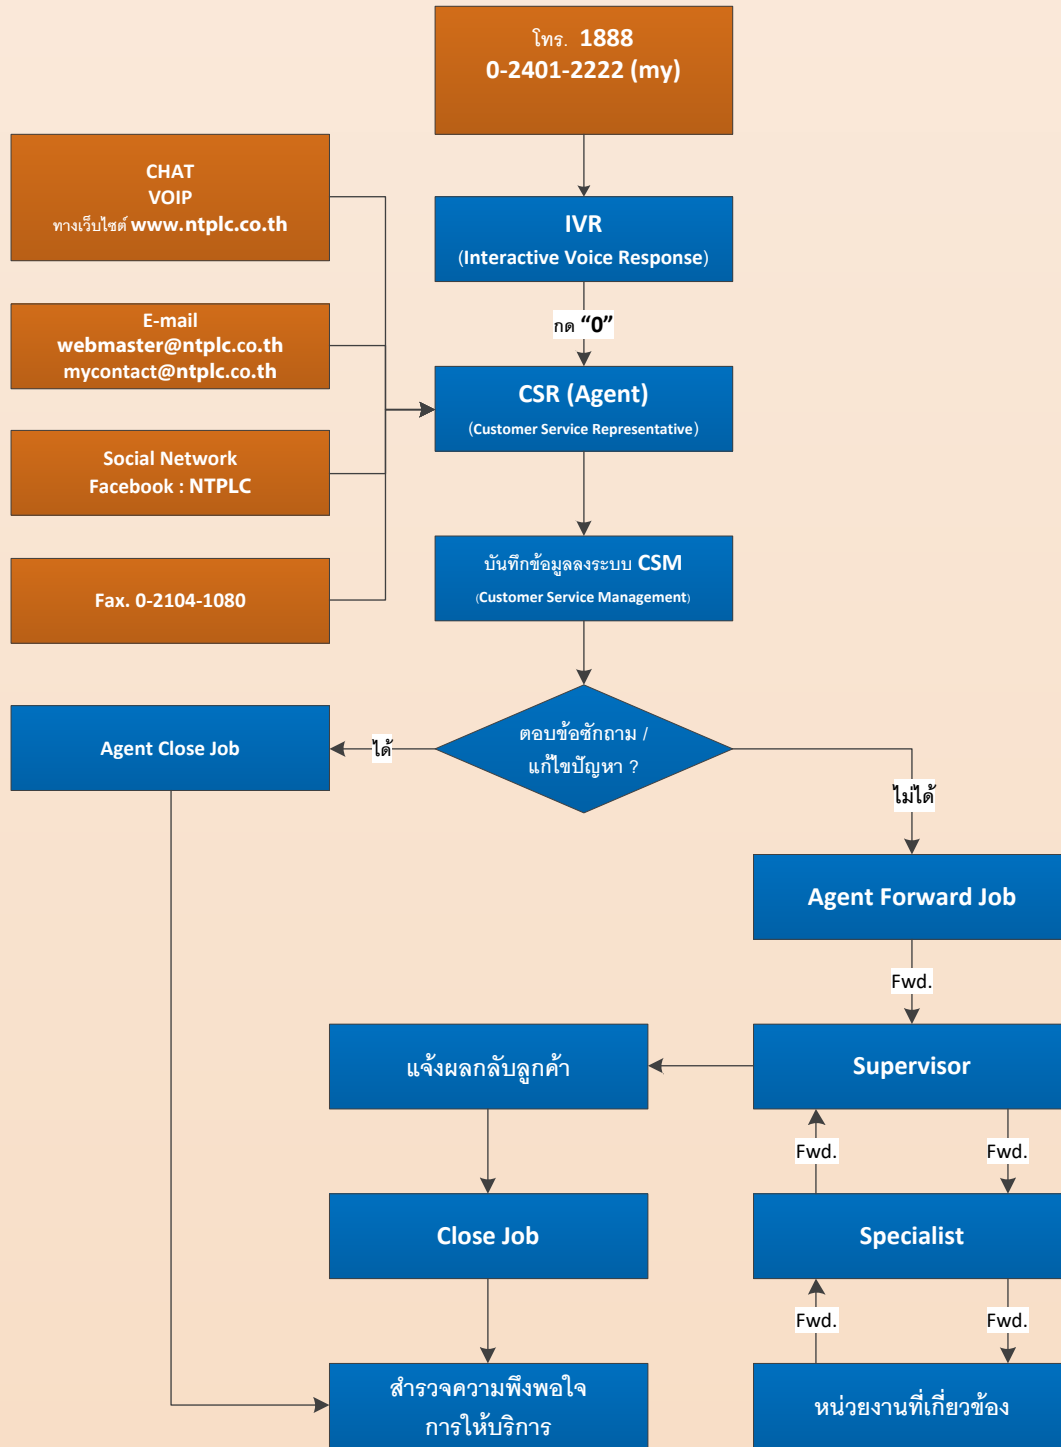 โทร. 1888
0-2401-2222 (my)
CHAT
VOIP
ทางเว็บไซต์ www.ntplc.co.th
IVR
(Interactive Voice Response)
กด “0”
E-mail
webmaster@ntplc.co.th
mycontact@ntplc.co.th
CSR (Agent)
(Customer Service Representative)
Social Network
Facebook : NTPLC
บันทึกข้อมูลลงระบบ CSM
(Customer Service Management)
Fax. 0-2104-1080
ตอบข้อซักถาม /
แก้ไขปัญหา ?
ได้
Agent Close Job
ไม่ได้
Agent Forward Job
Fwd.
แจ้งผลกลับลูกค้า
Supervisor
Fwd.
Fwd.
Close Job
Specialist
Fwd.
Fwd.
สำรวจความพึงพอใจ
การให้บริการ
หน่วยงานที่เกี่ยวข้อง